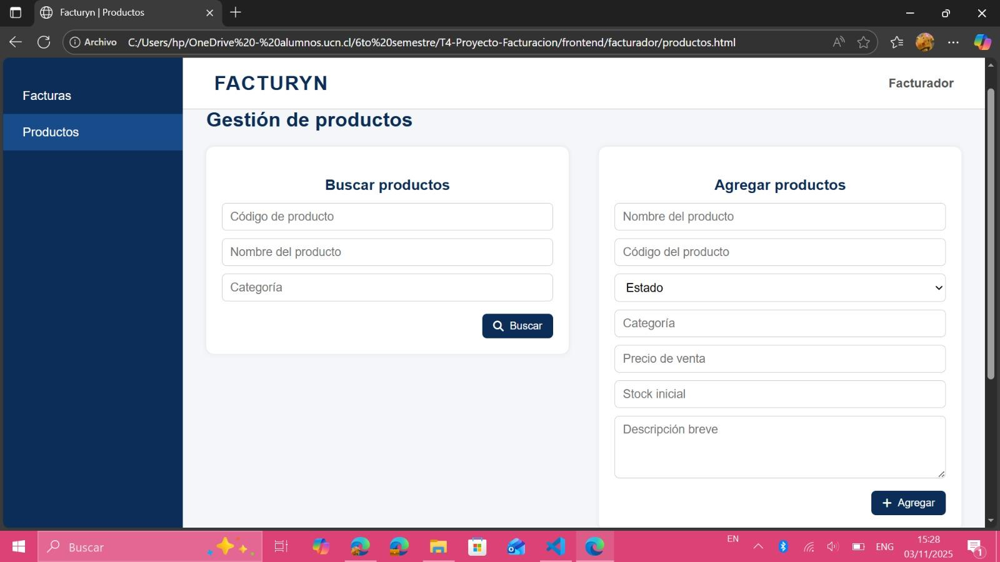 Facturyn | Productos
Archivo
C:/Users/hp/OneDrive%20-%20alumnos.ucn.cl/6to%20semestre/T4-Proyecto-Facturacion/frontend/facturador/productos.html
Facturas
Productos
FACTURYN
Facturador
Gestión de productos
Buscar productos
Código de producto
Nombre del producto
Categoría
Buscar
Agregar productos
Nombre del producto
Código del producto
Estado
Categoría
Precio de venta
Stock inicial
Descripción breve
Agregar
Buscar
EN
ENG
15:28
03/11/2025
1